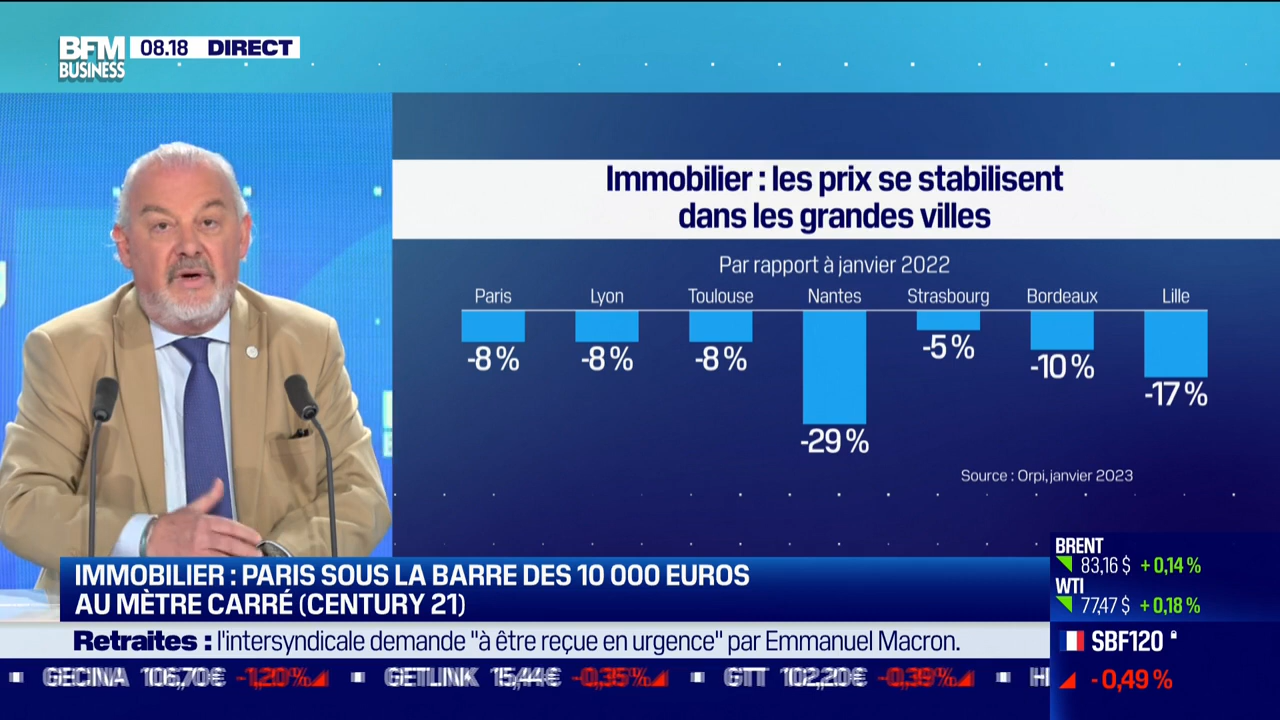 BFM
BUSINESS
08.18 DIRECT
Immobilier : les prix se stabilisent
dans les grandes villes
Par rapport à janvier 2022
Paris Lyon Toulouse Nantes Strasbourg Bordeaux Lille
-8 % -8 % -8 % -29 % -5 % -10 % -17 %
Source : Orpi, janvier 2023
IMMOBILIER : PARIS SOUS LA BARRE DES 10 000 EUROS
AU MÈTRE CARRÉ (CENTURY 21)
Retraites : l'intersyndicale demande "à être reçue en urgence" par Emmanuel Macron.
BRENT
83,16 $ + 0,14 %
WTI
77,47 $ + 0,18 %
SBF120
- 0,49 %
GECINA 106,70€ -1,20% GETLINK 15,44€ -0,35% GTT 102,20€ -0,39%